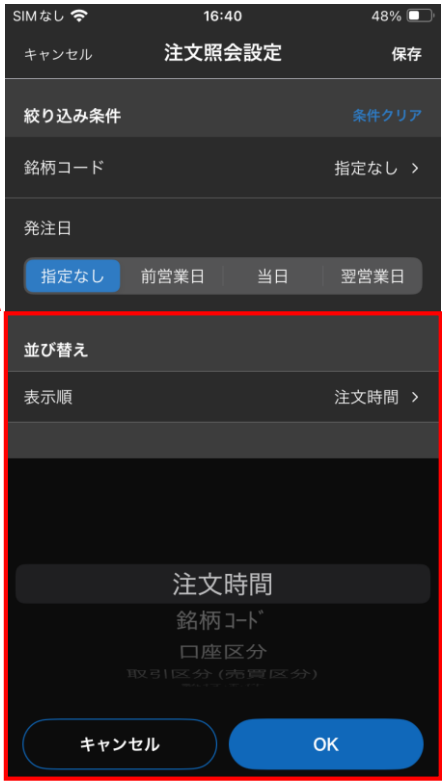 SIMなし 16:40 48%
キャンセル 注文照会設定 保存
絞り込み条件 条件クリア
銘柄コード 指定なし >
発注日
指定なし 前営業日 当日 翌営業日
並び替え
表示順 注文時間 >
注文時間
銘柄ｺｰﾄﾞ
口座区分
取引区分(売買区分)
キャンセル OK